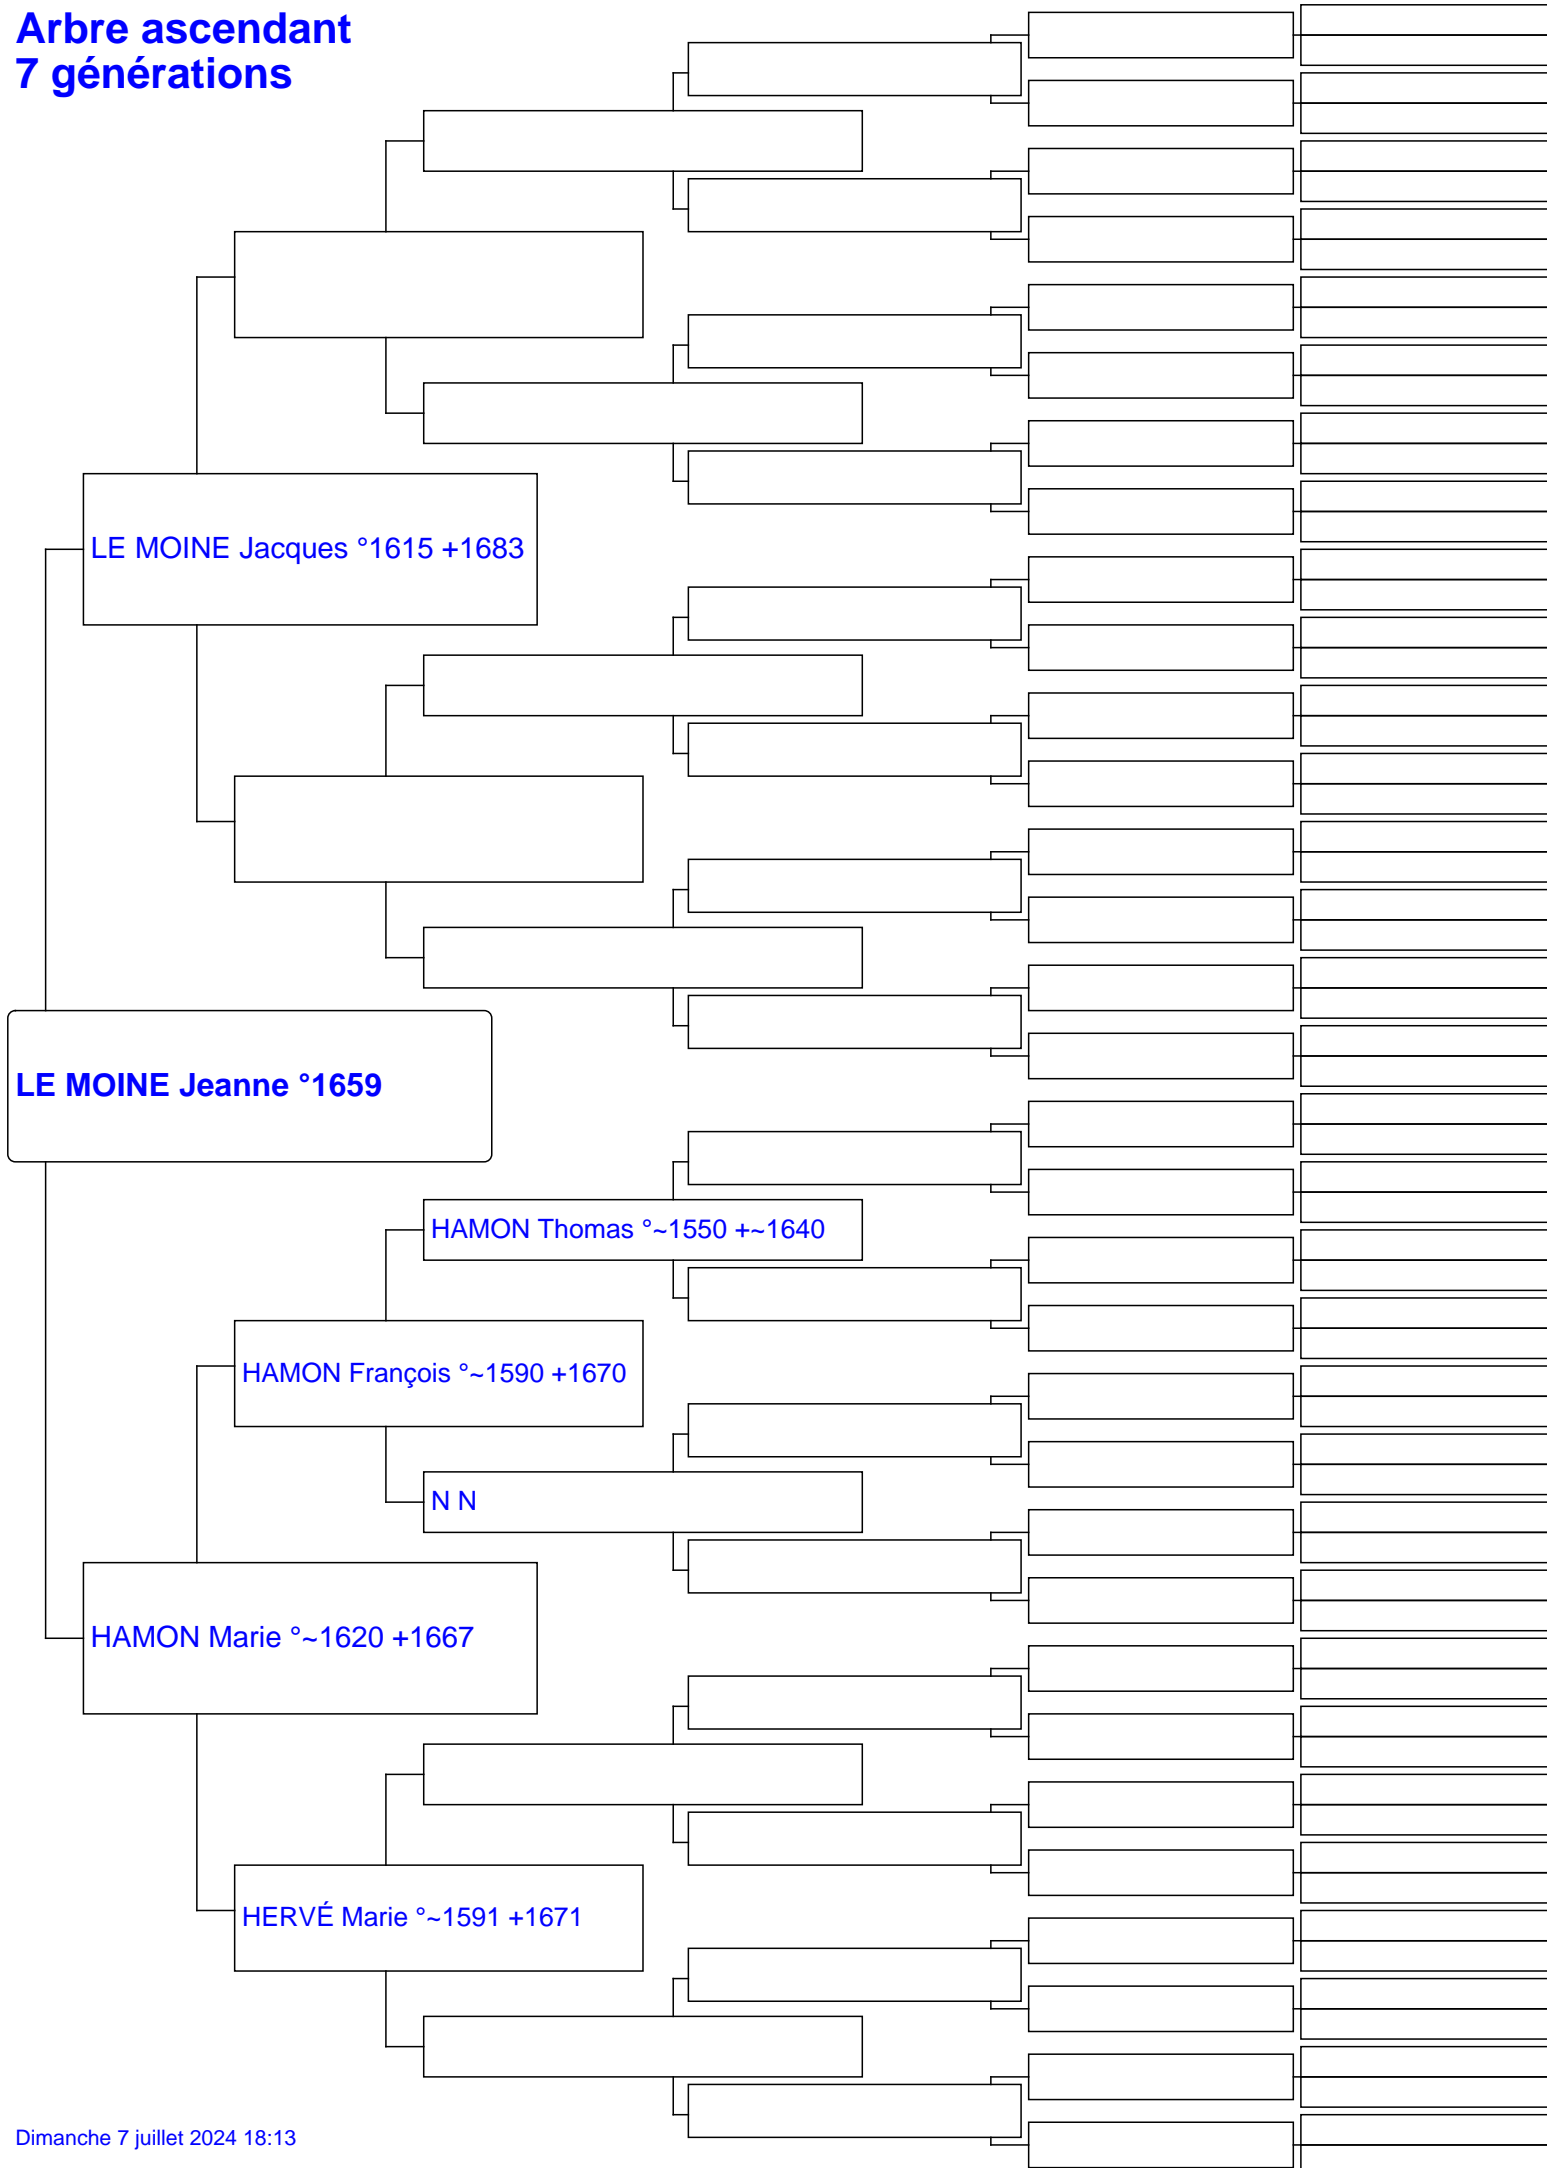 Arbre ascendant
7 générations
LE MOINE Jacques °1615 +1683
LE MOINE Jeanne °1659
HAMON Thomas °~1550 +~1640
HAMON François °~1590 +1670
N N
HAMON Marie °~1620 +1667
HERVÉ Marie °~1591 +1671
Dimanche 7 juillet 2024 18:13